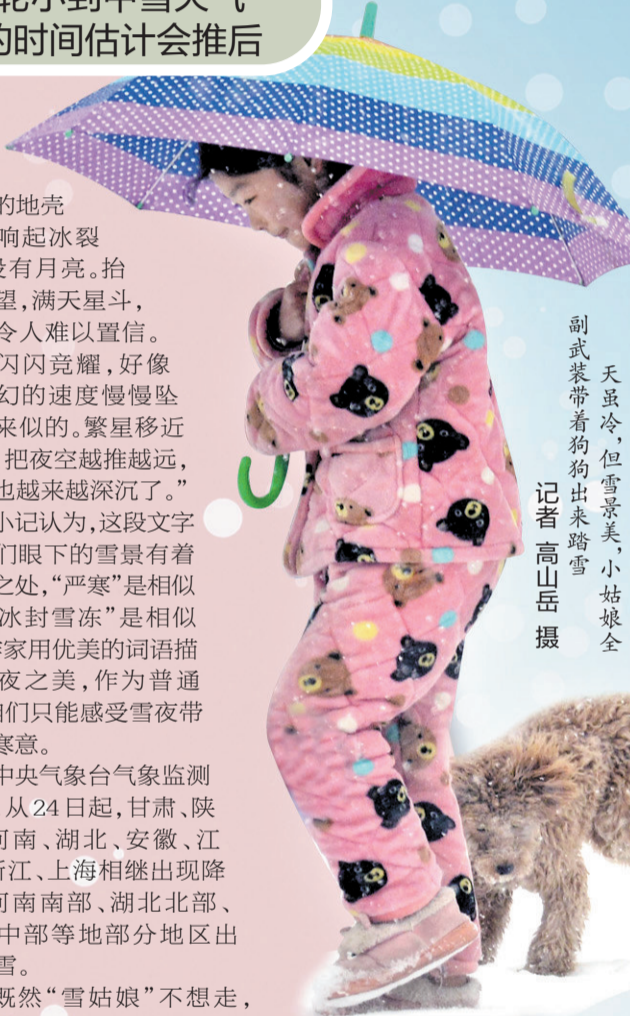 轮小到中雪天气
的时间估计会推后
的地壳
响起冰裂
没有月亮。抬
望,满天星斗,
令人难以置信。
闪闪竞耀,好像
幻的速度慢慢坠
来似的。繁星移近
把夜空越推越远,
也越来越深沉了。”
小记认为,这段文字
们眼下的雪景有着
之处,“严寒”是相似
冰封雪冻”是相似
作家用优美的词语描
夜之美,作为普通
咱们只能感受雪夜带
寒意。
中央气象台气象监测
从24日起,甘肃、陕
河南、湖北、安徽、江
浙江、上海相继出现降
河南南部、湖北北部、
中部等地部分地区出
雪。
既然“雪姑娘”不想走,
天虽冷,但雪景美,小姑娘全
副武装带着狗狗出来踏雪
记者 高山岳 摄